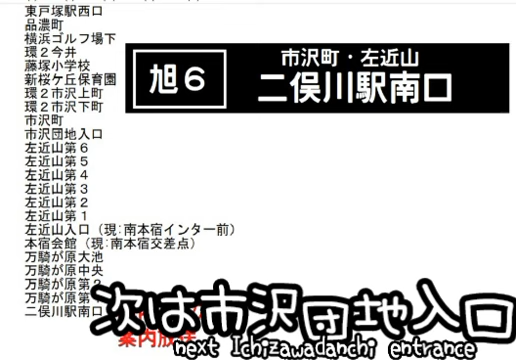 東戸塚駅西口
品濃町
横浜ゴルフ場下
環2今井
藤塚小学校
新桜ケ丘保育園
環2市沢上町
環2市沢下町
市沢町
市沢団地入口
左近山第6
左近山第5
左近山第4
左近山第3
左近山第2
左近山第1
左近山入口(現:南本宿インター前)
本宿会館(現:南本宿交差点)
万騎が原大池
万騎が原中央
万騎が原第2
万騎が原第
二俣川駅南口
旭6
市沢町・左近山
二俣川駅南口
案内放送
次は市沢団地入口
next Ichizawadanchi entrance